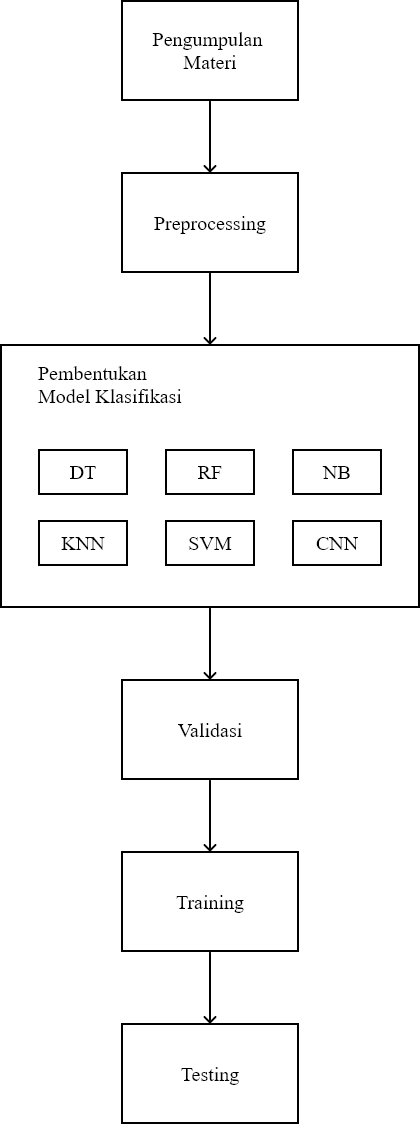 Pengumpulan
Materi
Preprocessing
Pembentukan
Model Klasifikasi
DT
RF
NB
KNN
SVM
CNN
Validasi
Training
Testing